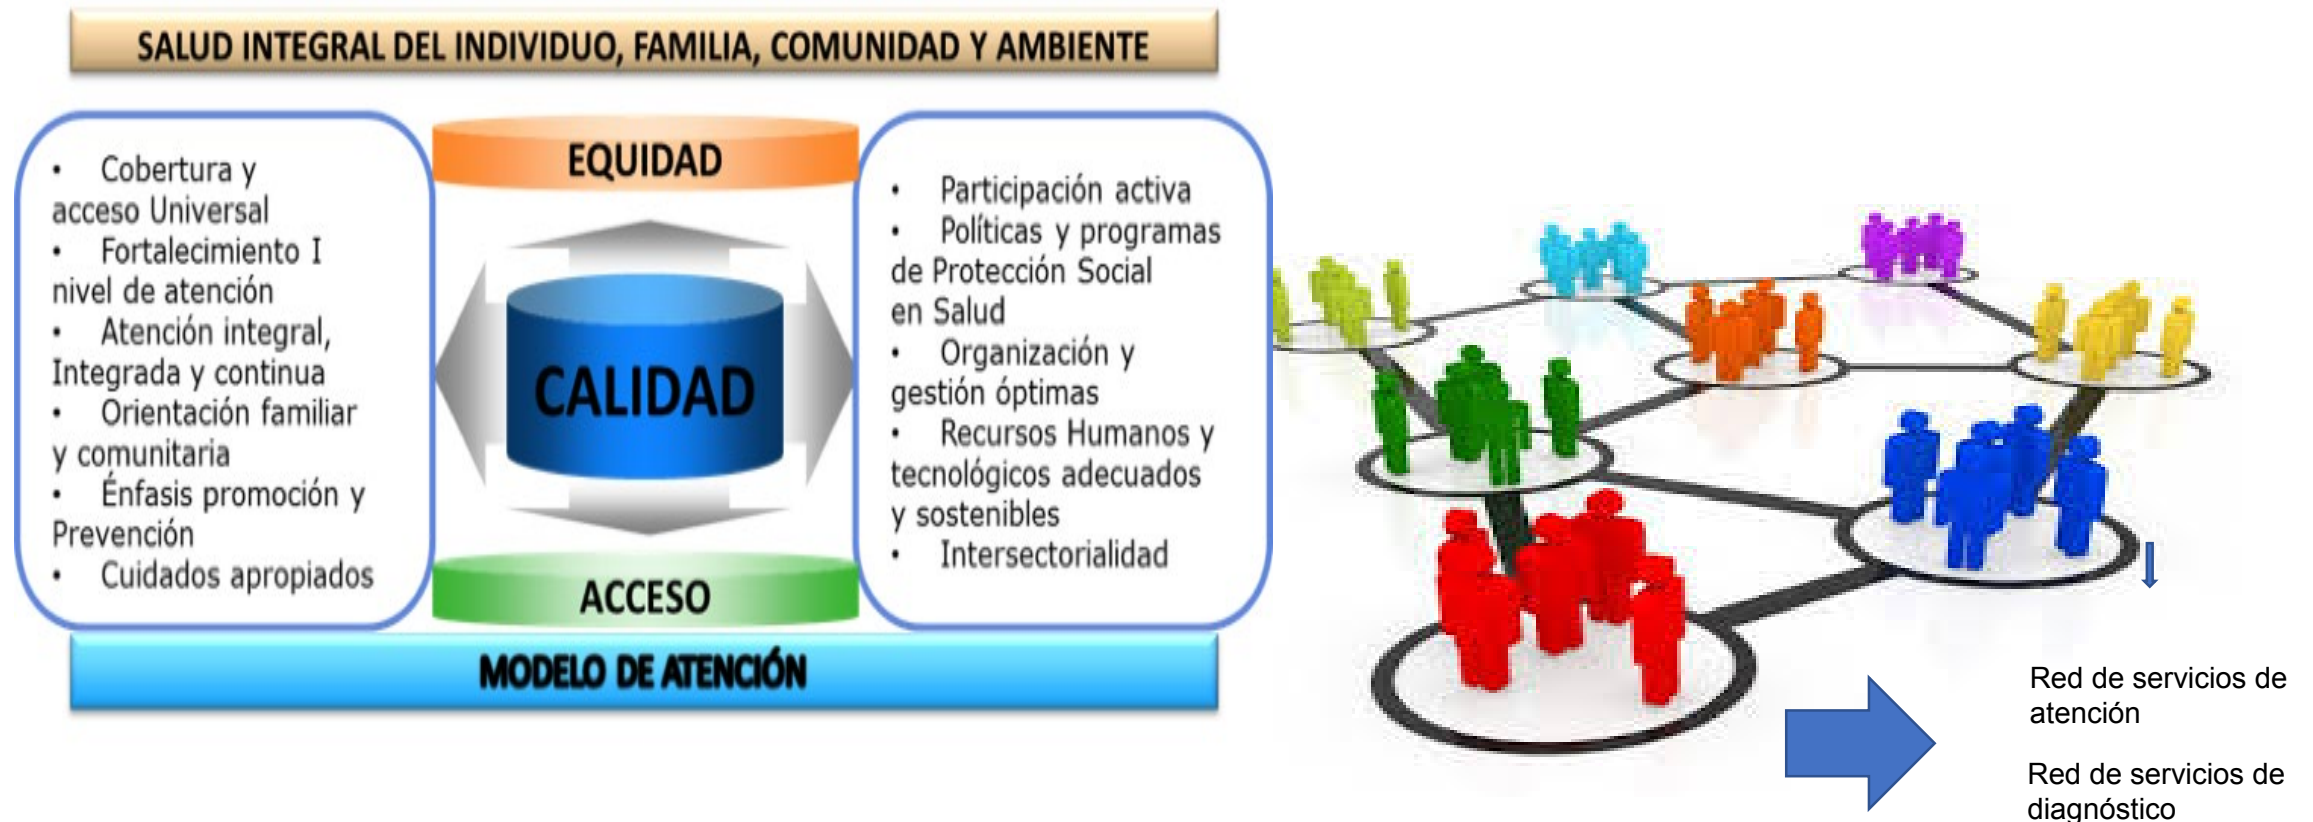 SALUD INTEGRAL DEL INDIVIDUO, FAMILIA, COMUNIDAD Y AMBIENTE
• Cobertura y
acceso Universal
• Fortalecimiento I
nivel de atención
• Atención integral,
Integrada y continua
• Orientación familiar
y comunitaria
• Énfasis promoción y
Prevención
• Cuidados apropiados
EQUIDAD
CALIDAD
ACCESO
• Participación activa
• Políticas y programas
de Protección Social
en Salud
• Organización y
gestión óptimas
• Recursos Humanos y
tecnológicos adecuados
y sostenibles
• Intersectorialidad
MODELO DE ATENCIÓN
Red de servicios de
atención
Red de servicios de
diagnóstico